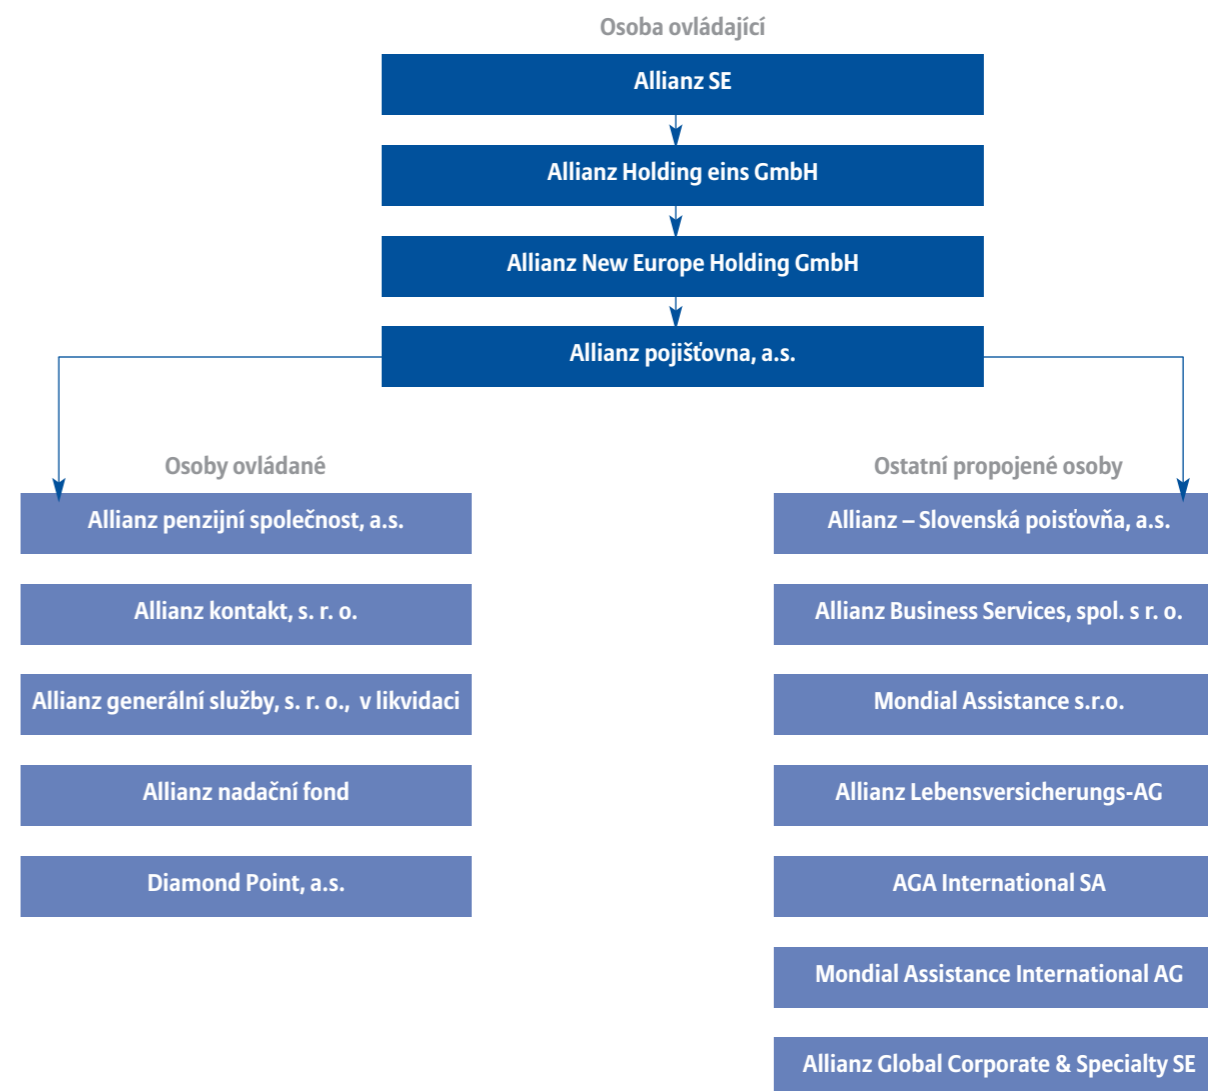 Osoba ovládající
Allianz SE
Allianz Holding eins GmbH
Allianz New Europe Holding GmbH
Allianz pojišťovna, a.s.
Osoby ovládané
Allianz penzijní společnost, a.s.
Allianz kontakt, s. r. o.
Allianz generální služby, s. r. o., v likvidaci
Allianz nadační fond
Diamond Point, a.s.
Ostatní propojené osoby
Allianz – Slovenská poisťovňa, a.s.
Allianz Business Services, spol. s r. o.
Mondial Assistance s.r.o.
Allianz Lebensversicherungs-AG
AGA International SA
Mondial Assistance International AG
Allianz Global Corporate & Specialty SE